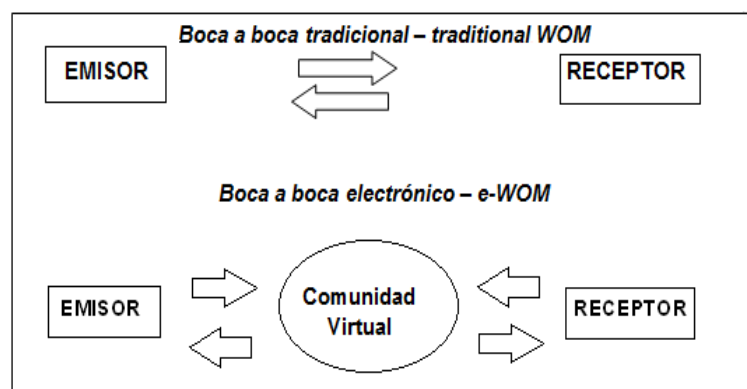 Boca a boca tradicional – traditional WOM
EMISOR
RECEPTOR
Boca a boca electrónico – e-WOM
EMISOR
Comunidad
Virtual
RECEPTOR